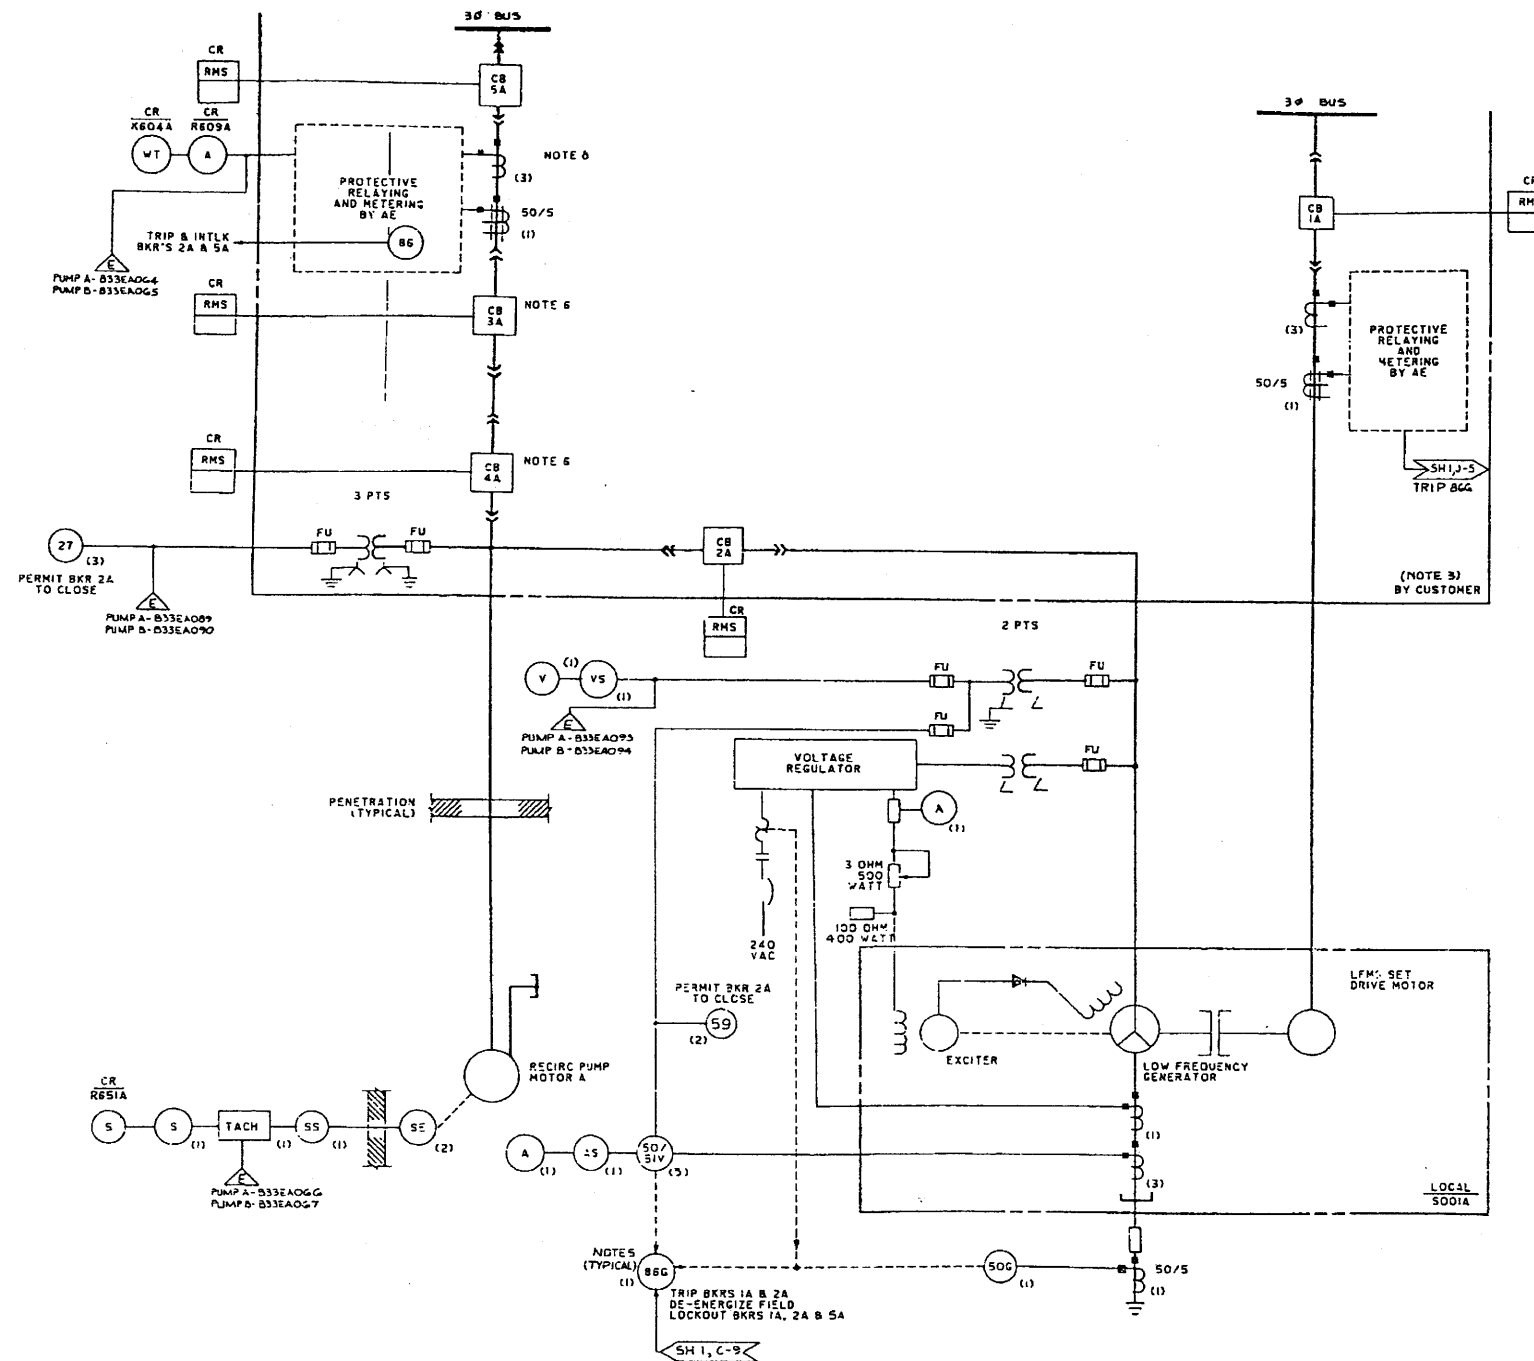 3Ø BUS
CR
RMS
CB
5A
3Ø BUS
CR
K604A
CR
R609A
WT
A
NOTE 8
(3)
PROTECTIVE
RELAYING
AND METERING
BY AE
50/5
(1)
86
TRIP & INTLK
BKR'S 2A & 5A
E
PUMP A-B33EA064
PUMP B-B33EA065
CB
1A
CR
CR
RMS
CB
3A
NOTE 6
(3)
50/5
(1)
PROTECTIVE
RELAYING
AND
METERING
BY AE
SH 1, J-5
TRIP 86G
CR
RMS
CB
4A
NOTE 6
3 PTS
27
(3)
PERMIT BKR 2A
TO CLOSE
FU
FU
CB
2A
E
PUMP A-B33EA089
PUMP B-B33EA090
CR
RMS
(NOTE 3)
BY CUSTOMER
2 PTS
V
(1)
VS
(1)
FU
FU
E
PUMP A-B33EA093
PUMP B-B33EA094
FU
VOLTAGE
REGULATOR
FU
PENETRATION
(TYPICAL)
A
(1)
3 OHM
500
WATT
100 OHM
400 WATT
240
VAC
PERMIT BKR 2A
TO CLOSE
59
(2)
LFMG SET
DRIVE MOTOR
EXCITER
LOW FREQUENCY
GENERATOR
RECIRC PUMP
MOTOR A
CR
R651A
S
S
(1)
TACH
(1)
SS
(1)
SE
(2)
E
PUMP A-B33EA066
PUMP B-B33EA067
A
(1)
AS
(1)
50/
51V
(3)
(1)
(3)
LOCAL
S001A
NOTES
(TYPICAL)
(1)
86G
50G
(1)
50/5
(1)
TRIP BKRS 1A & 2A
DE-ENERGIZE FIELD
LOCKOUT BKRS 1A, 2A & 5A
SH 1, C-9